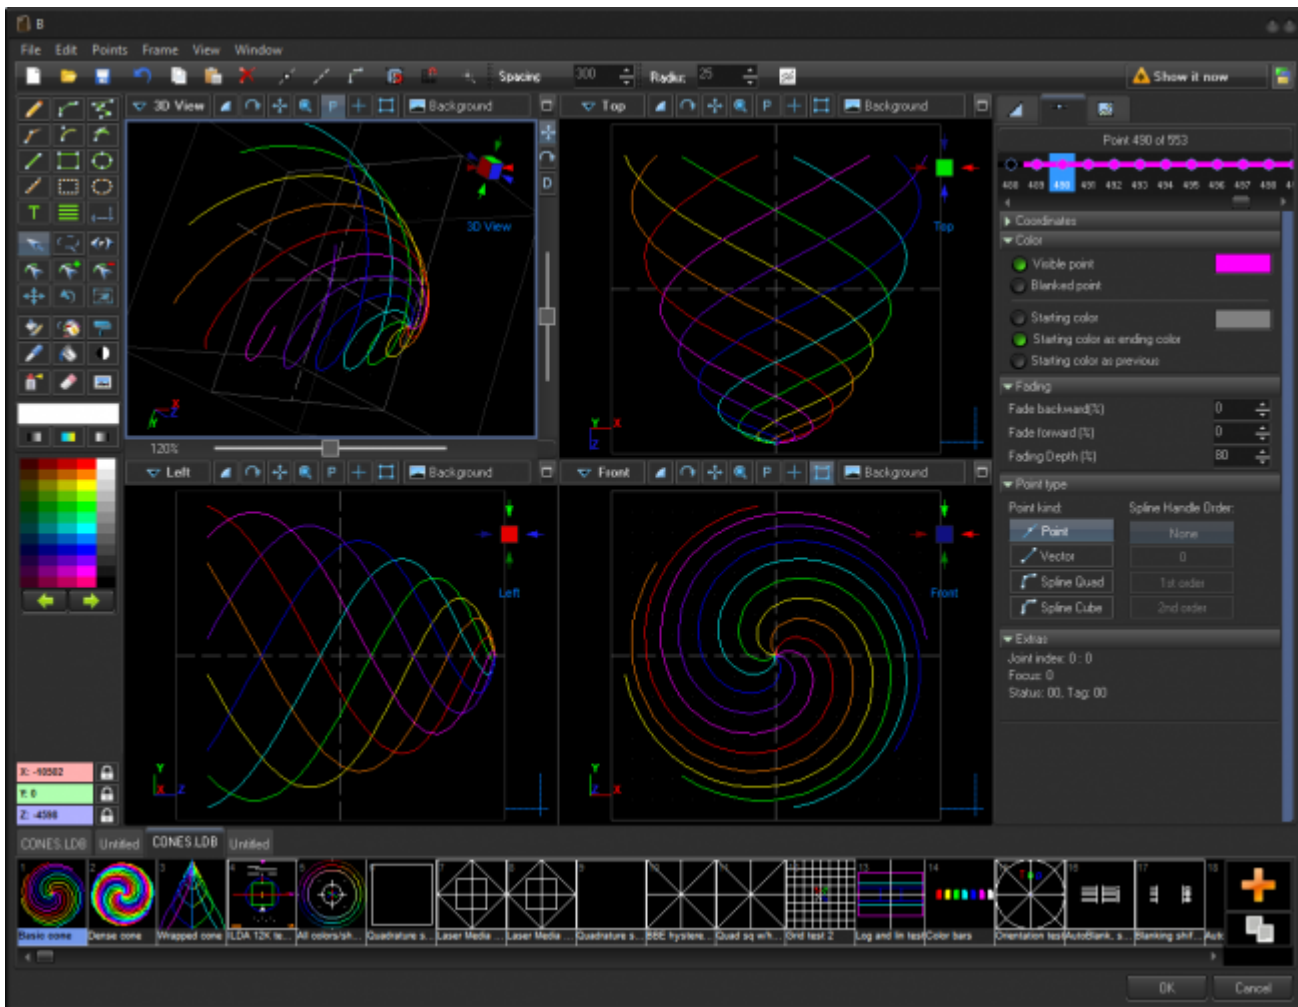 B
File Edit Points Frame View Window
Spacing 300 Radius: 25 Show it now
3D View P Background
Top P Background
3D View
Top
D
120%
Left P Background
Front P Background
Left
Front
Point 490 of 553
488 489 490 491 492 493 494 495 496 497 498
Coordinates
Color
Visible point
Blanked point
Starting color
Starting color as ending color
Starting color as previous
Fading
Fade backward(%) 0
Fade forward (%) 0
Fading Depth (%) 80
Point type
Point kind: Spline Handle Order:
Point None
Vector 0
Spline Quad 1st order
Spline Cube 2nd order
Extras
Joint index: 0 : 0
Focus: 0
Status: 00, Tag: 00
X: -10502
Y: 0
Z: -4598
CONES.LDB Untitled CONES.LDB Untitled
Basic cone Dense cone Wrapped cone ILDA 12K te... All colors/sh... Quadrature s... Laser Media ... Laser Media ... Quadrature s... BBE hystere... Quad sq w/h... Grid test 2 Log and lin test Color bars Orientation test AutoBlank. s... Blanking shif...
OK Cancel